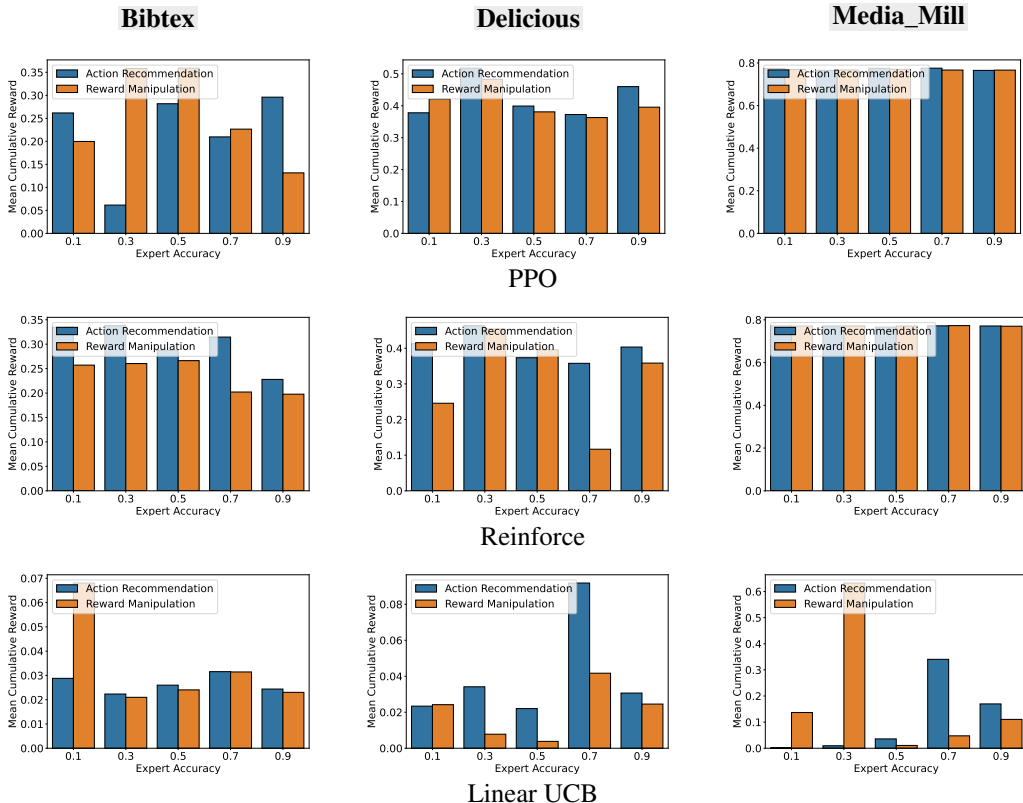 Bibtex Delicious Media_Mill
Mean Cumulative Reward
0.35
0.30
0.25
0.20
0.15
0.10
0.05
0.00
Action Recommendation
Reward Manipulation
0.1 0.3 0.5 0.7 0.9
Expert Accuracy
Mean Cumulative Reward
0.5
0.4
0.3
0.2
0.1
0.0
Action Recommendation
Reward Manipulation
0.1 0.3 0.5 0.7 0.9
Expert Accuracy
Mean Cumulative Reward
0.8
0.6
0.4
0.2
0.0
Action Recommendation
Reward Manipulation
0.1 0.3 0.5 0.7 0.9
Expert Accuracy
PPO
Mean Cumulative Reward
0.35
0.30
0.25
0.20
0.15
0.10
0.05
0.00
Action Recommendation
Reward Manipulation
0.1 0.3 0.5 0.7 0.9
Expert Accuracy
Mean Cumulative Reward
0.4
0.3
0.2
0.1
0.0
Action Recommendation
Reward Manipulation
0.1 0.3 0.5 0.7 0.9
Expert Accuracy
Mean Cumulative Reward
0.8
0.6
0.4
0.2
0.0
Action Recommendation
Reward Manipulation
0.1 0.3 0.5 0.7 0.9
Expert Accuracy
Reinforce
Mean Cumulative Reward
0.07
0.06
0.05
0.04
0.03
0.02
0.01
0.00
Action Recommendation
Reward Manipulation
0.1 0.3 0.5 0.7 0.9
Expert Accuracy
Mean Cumulative Reward
0.08
0.06
0.04
0.02
0.00
Action Recommendation
Reward Manipulation
0.1 0.3 0.5 0.7 0.9
Expert Accuracy
Mean Cumulative Reward
0.6
0.5
0.4
0.3
0.2
0.1
0.0
Action Recommendation
Reward Manipulation
0.1 0.3 0.5 0.7 0.9
Expert Accuracy
Linear UCB